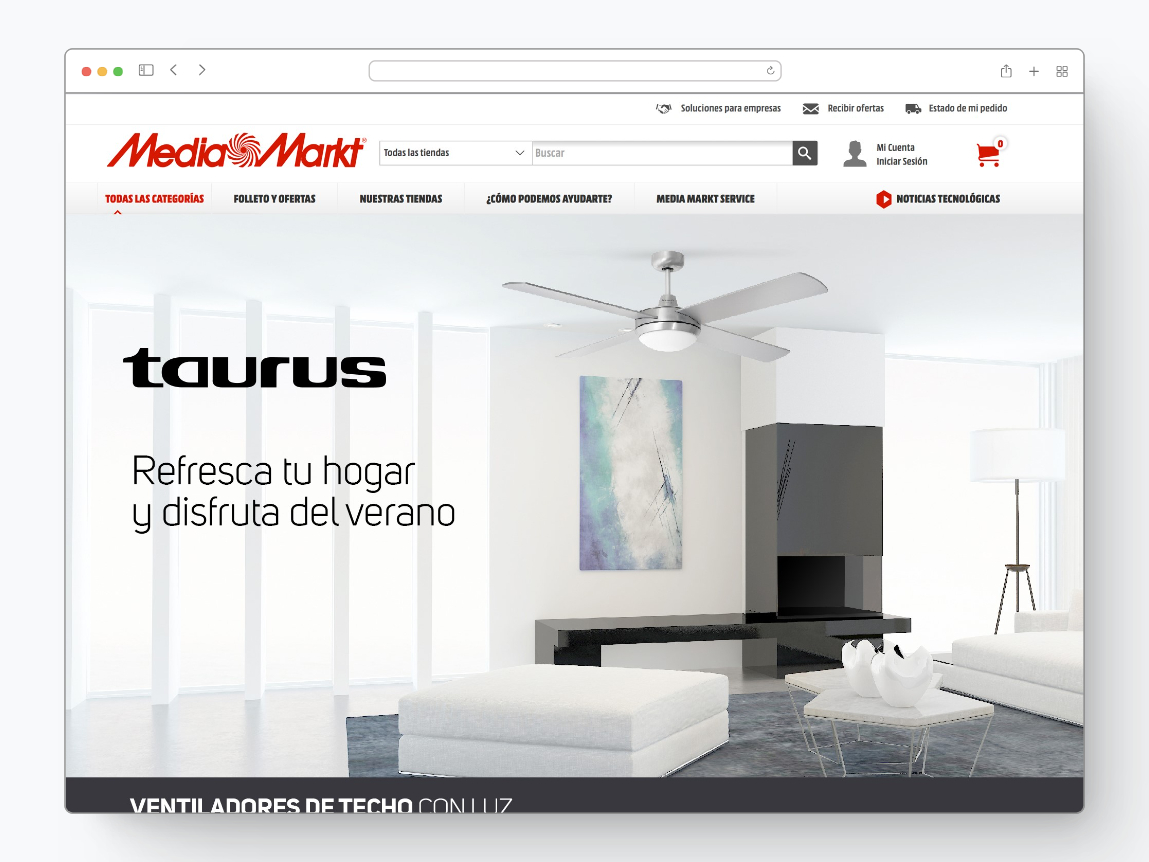 Soluciones para empresas
Recibir ofertas
Estado de mi pedido
MediaMarkt®
Todas las tiendas
Buscar
Mi Cuenta
Iniciar Sesión
0
TODAS LAS CATEGORÍAS
FOLLETO Y OFERTAS
NUESTRAS TIENDAS
¿CÓMO PODEMOS AYUDARTE?
MEDIA MARKT SERVICE
NOTICIAS TECNOLÓGICAS
taurus
Refresca tu hogar
y disfruta del verano
VENTILADORES DE TECHO CON LUZ